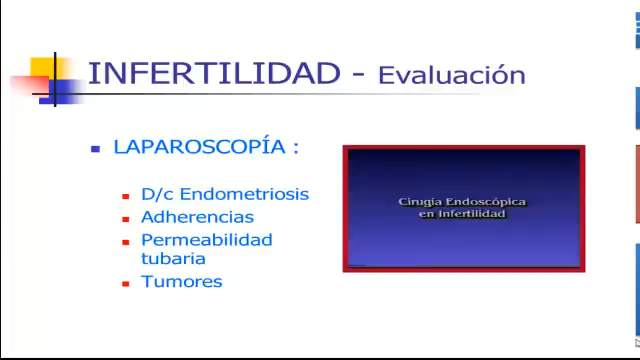 INFERTILIDAD - Evaluación
LAPAROSCOPÍA :
D/c Endometriosis
Adherencias
Permeabilidad
tubaria
Tumores
Cirugía Endoscópica
en Infertilidad